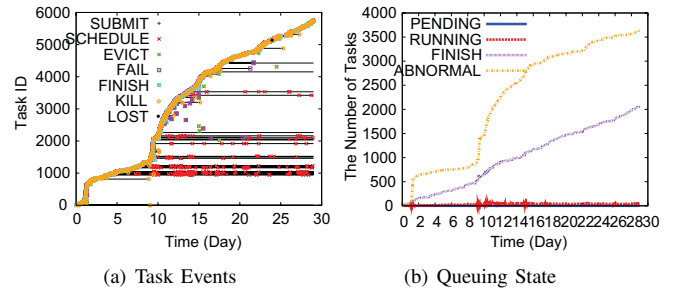 6000
5000
4000
3000
2000
1000
0
Task ID
SUBMIT
SCHEDULE
EVICT
FAIL
FINISH
KILL
LOST
0 5 10 15 20 25 30
Time (Day)
(a) Task Events
4000
3500
3000
2500
2000
1500
1000
500
0
The Number of Tasks
PENDING
RUNNING
FINISH
ABNORMAL
0 2 4 6 8 10 12 14 16 18 20 22 24 26 28 30
Time (Day)
(b) Queuing State